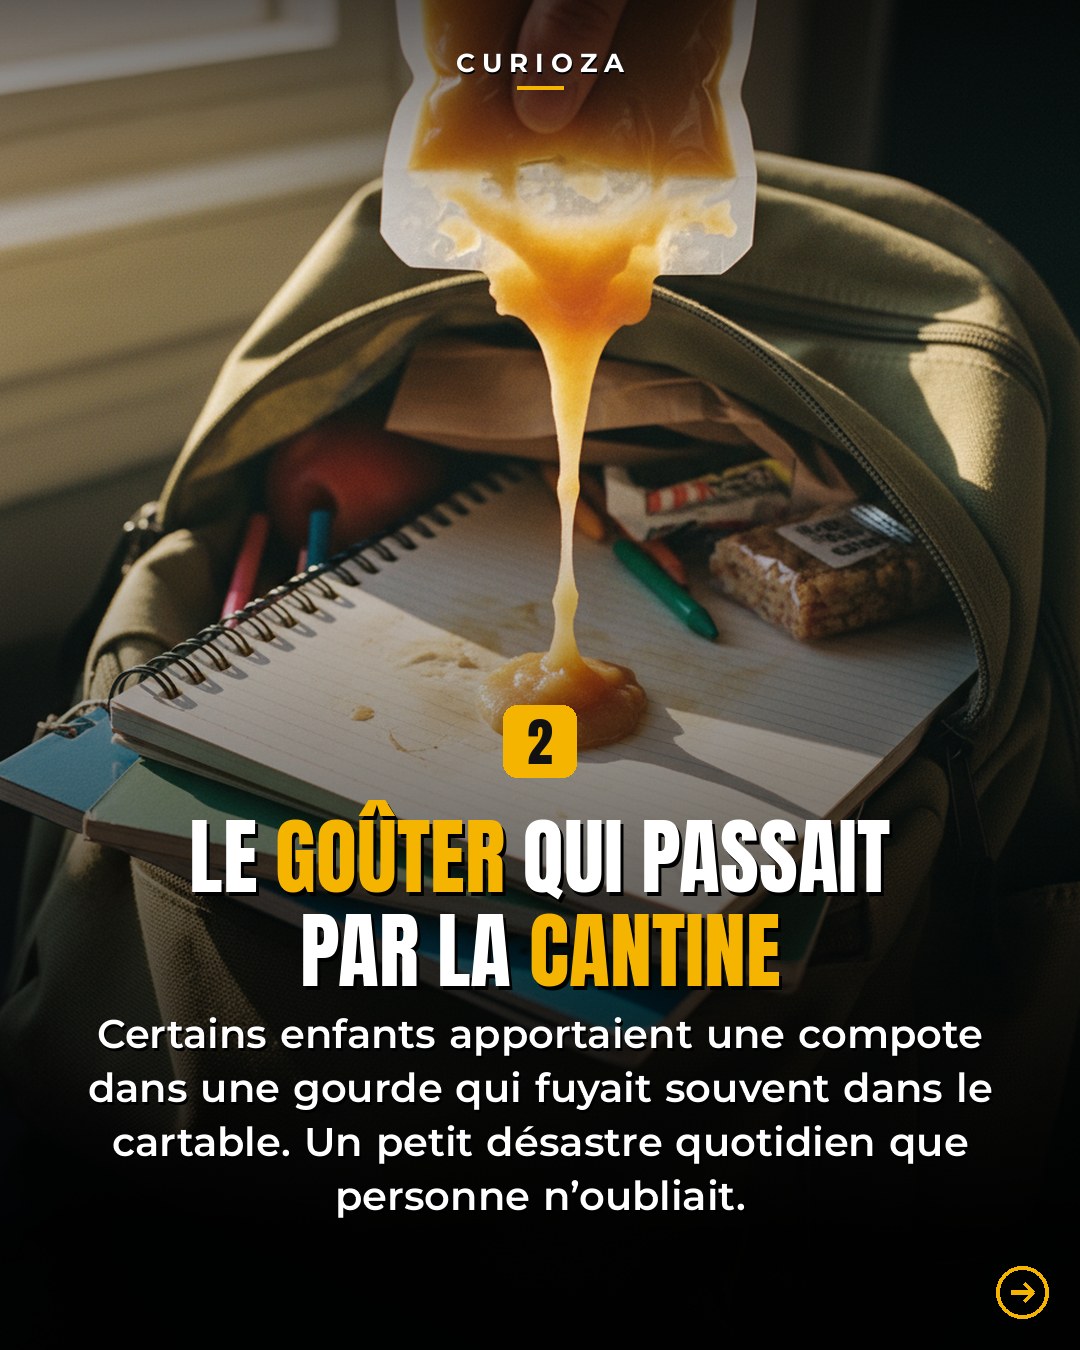 CURIOZA
2
LE GOÛTER QUI PASSAIT
PAR LA CANTINE
Certains enfants apportaient une compote
dans une gourde qui fuyait souvent dans le
cartable. Un petit désastre quotidien que
personne n’oubliait.